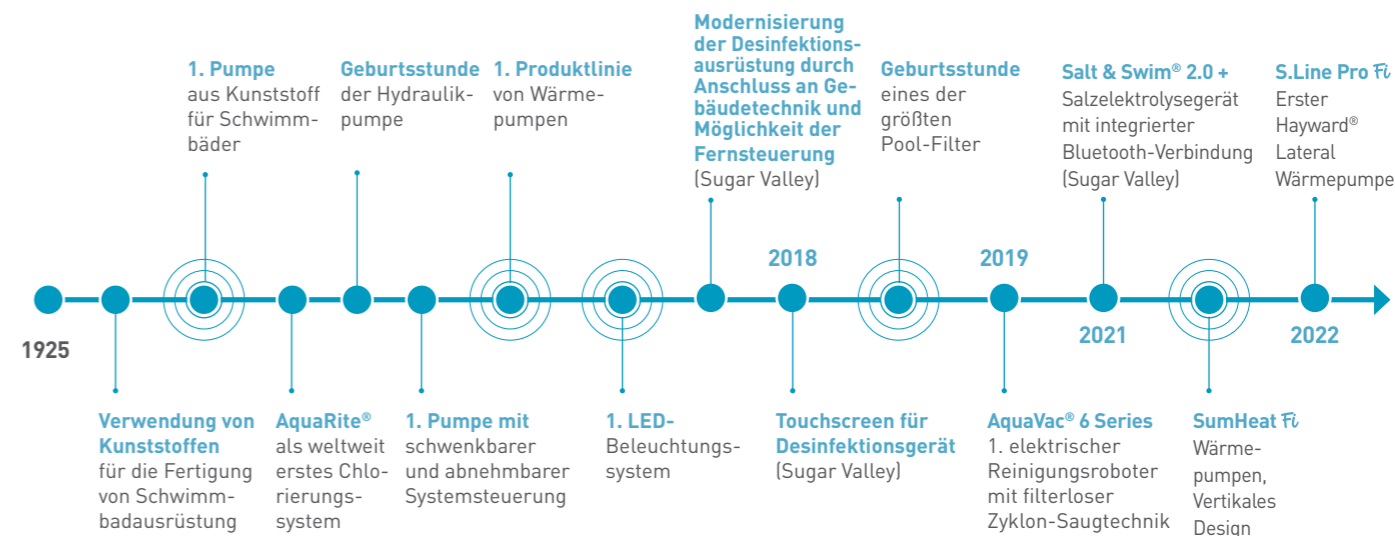 1. Pumpe
aus Kunststoff
für Schwimm-
bäder
Geburtsstunde
der Hydraulik-
pumpe
1. Produktlinie
von Wärme-
pumpen
Modernisierung
der Desinfektions-
ausrüstung durch
Anschluss an Ge-
bäudetechnik und
Möglichkeit der
Fernsteuerung
(Sugar Valley)
Geburtsstunde
eines der
größten
Pool-Filter
Salt & Swim® 2.0 +
Salzelektrolysegerät
mit integrierter
Bluetooth-Verbindung
(Sugar Valley)
S.Line Pro Fi
Erster
Hayward®
Lateral
Wärmepumpe
1925
2018
2019
2021
2022
Verwendung von
Kunststoffen
für die Fertigung
von Schwimm-
badausrüstung
AquaRite®
als weltweit
erstes Chlo-
rierungs-
system
1. Pumpe mit
schwenkbarer
und abnehmbarer
Systemsteuerung
1. LED-
Beleuchtungs-
system
Touchscreen für
Desinfektionsgerät
(Sugar Valley)
AquaVac® 6 Series
1. elektrischer
Reinigungsroboter
mit filterloser
Zyklon-Saugtechnik
SumHeat Fi
Wärme-
pumpen,
Vertikales
Design